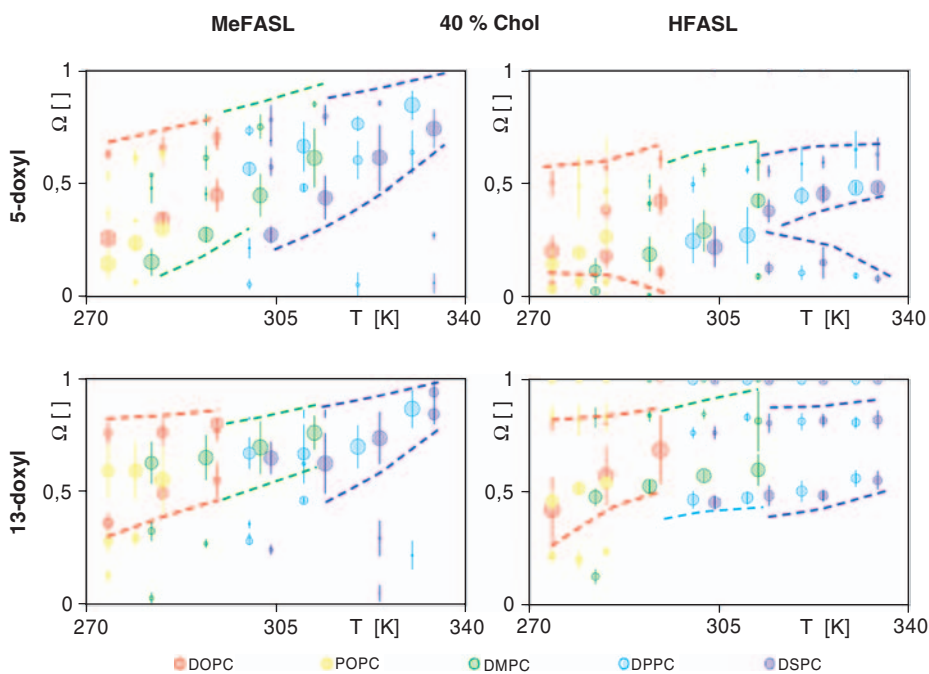 MeFASL 40 % Chol HFASL
5-doxyl
Ω [ ]
1
0,5
0
270 305 T [K] 340
Ω [ ]
1
0,5
0
270 305 T [K] 340
13-doxyl
Ω [ ]
1
0,5
0
270 305 T [K] 340
Ω [ ]
1
0,5
0
270 305 T [K] 340
DOPC POPC DMPC DPPC DSPC